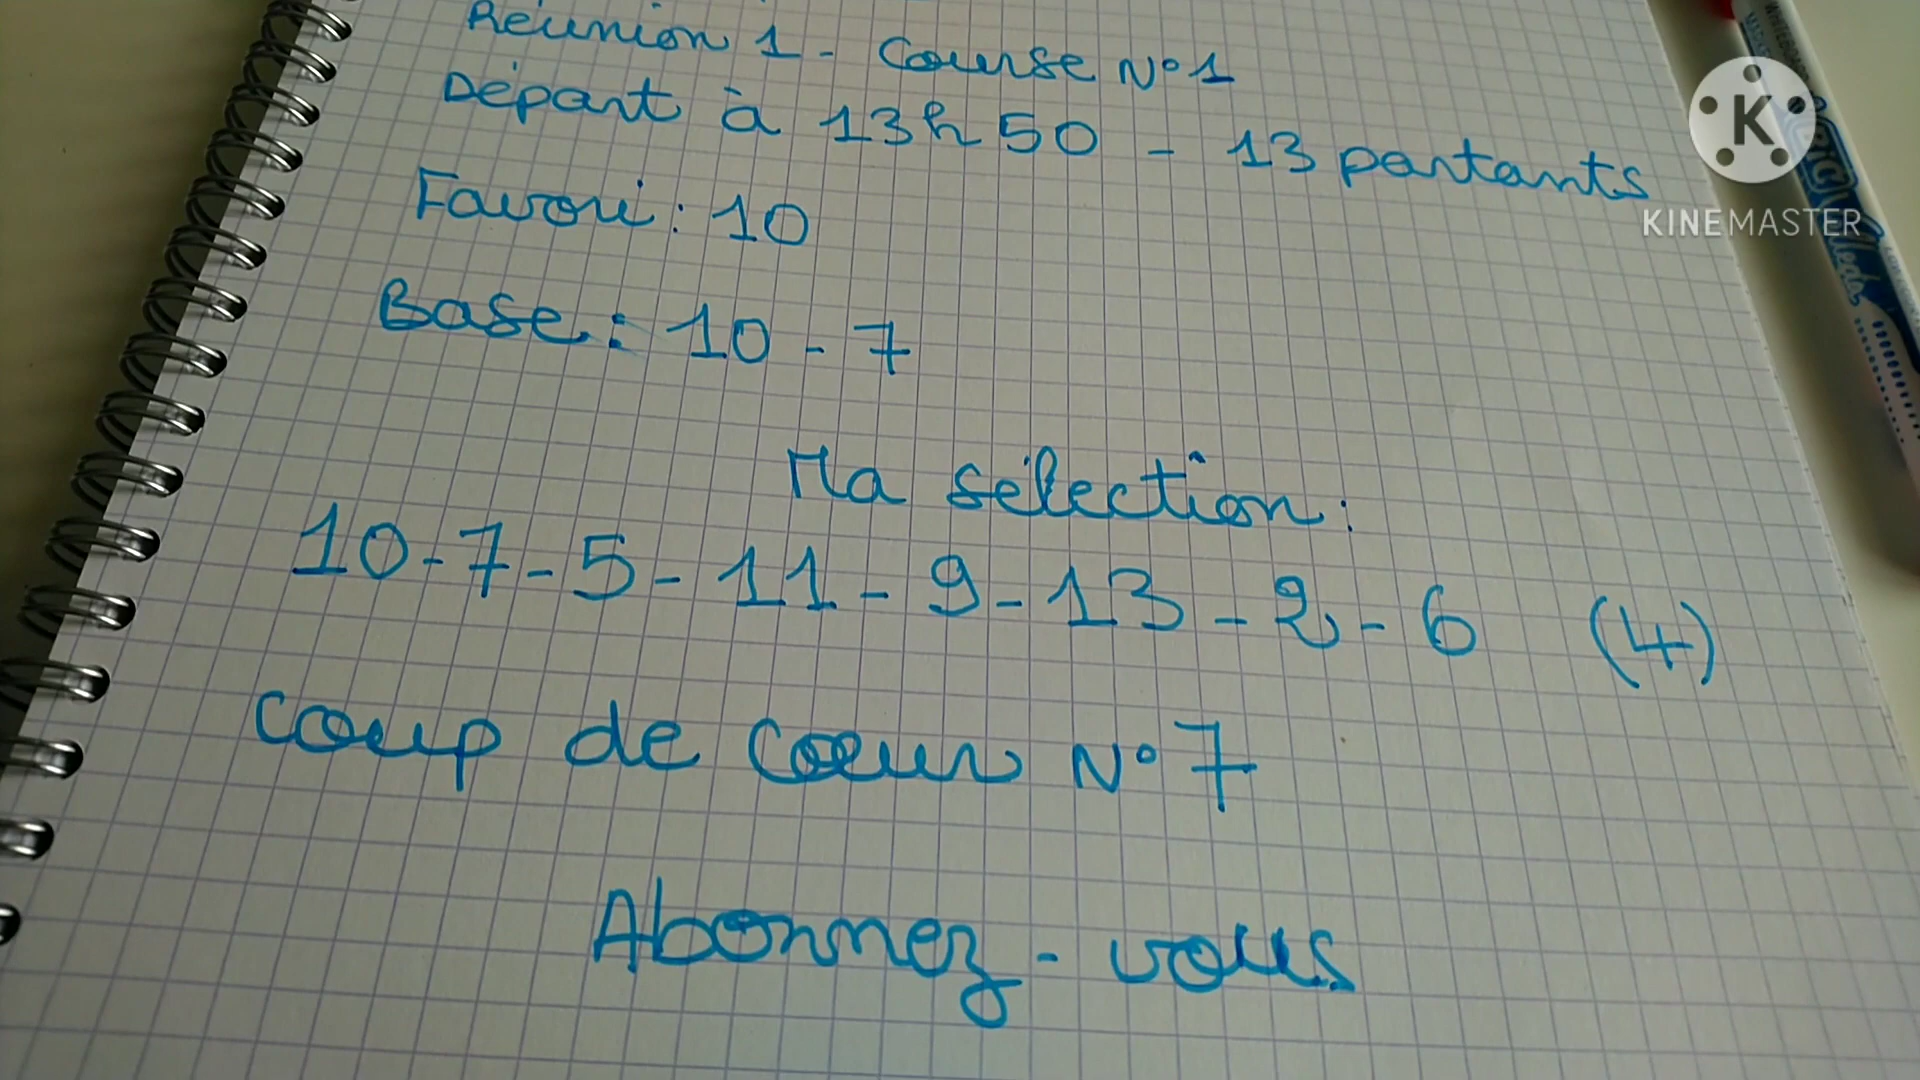 Réunion 1 - Course N°1
Départ à 13h50 - 13 partants
Favori : 10
Base : 10 - 7
Ma sélection :
10 - 7 - 5 - 11 - 9 - 13 - 2 - 6 (4)
Coup de coeur N°7
Abonnez-vous
K
KINEMASTER